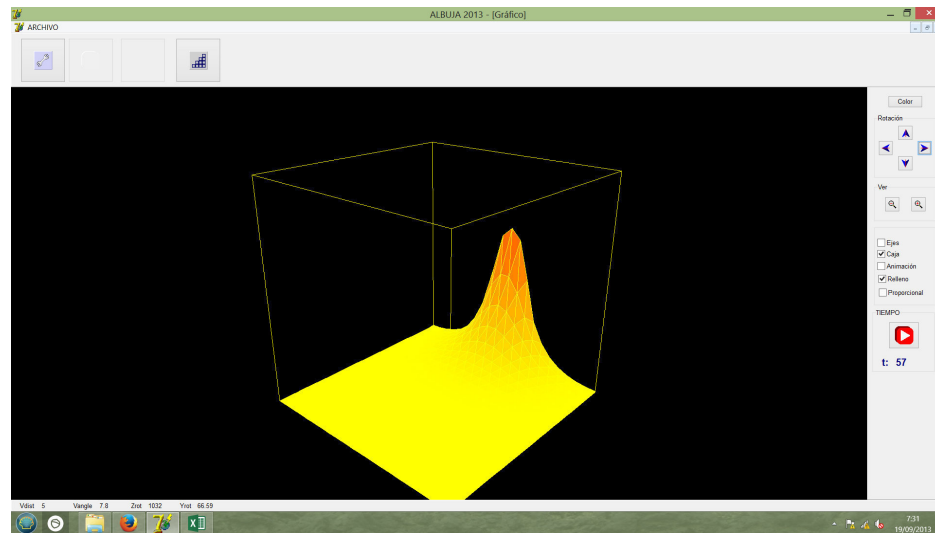 ALBUJA 2013 - [Gráfico]
ARCHIVO
Color
Rotación
Ver
Ejes
Caja
Animación
Relleno
Proporcional
TIEMPO
t: 57
Vdist 5 Vangle 7.8 Zrot 1032 Yrot 66.59
7:31
19/09/2013